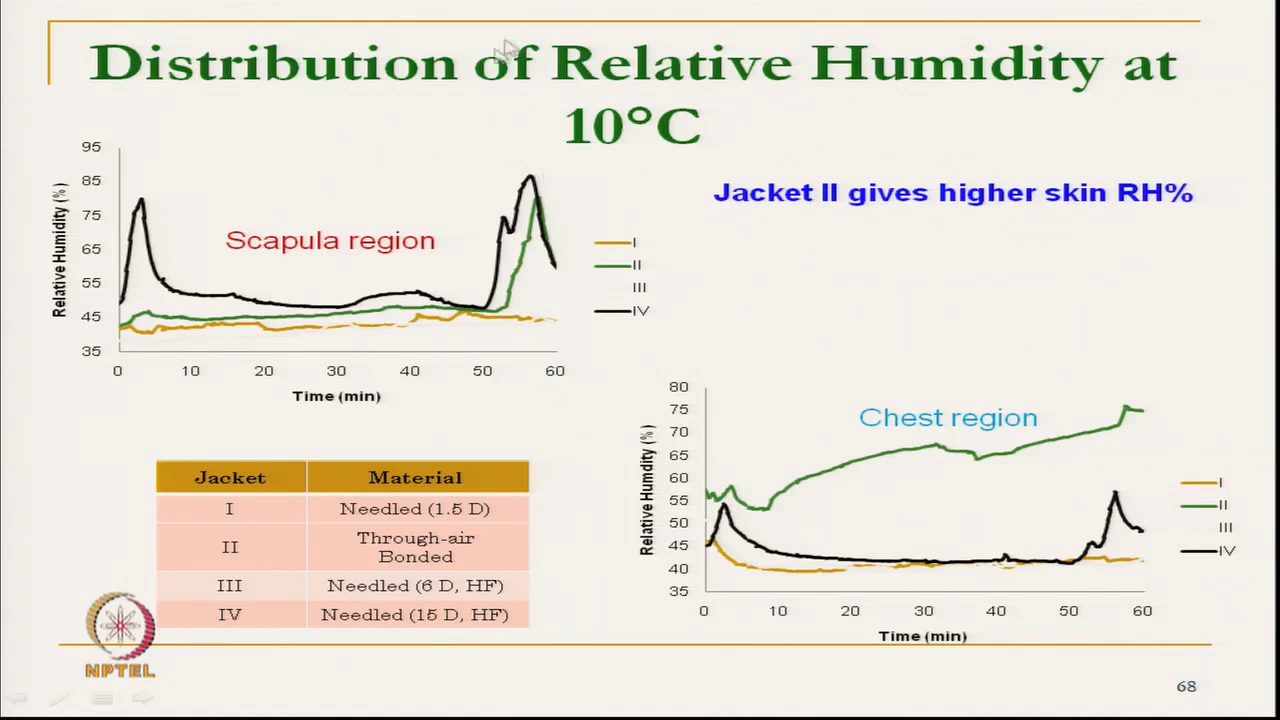 Distribution of Relative Humidity at
10°C
Jacket II gives higher skin RH%
95
85
75
65
55
45
35
Relative Humidity (%)
Scapula region
I
II
III
IV
0 10 20 30 40 50 60
Time (min)
80
75
70
65
60
55
50
45
40
35
Relative Humdity (%)
Chest region
I
II
III
IV
0 10 20 30 40 50 60
Time (min)
Jacket Material
I Needled (1.5 D)
II Through-air
Bonded
III Needled (6 D, HF)
IV Needled (15 D, HF)
NPTEL
68